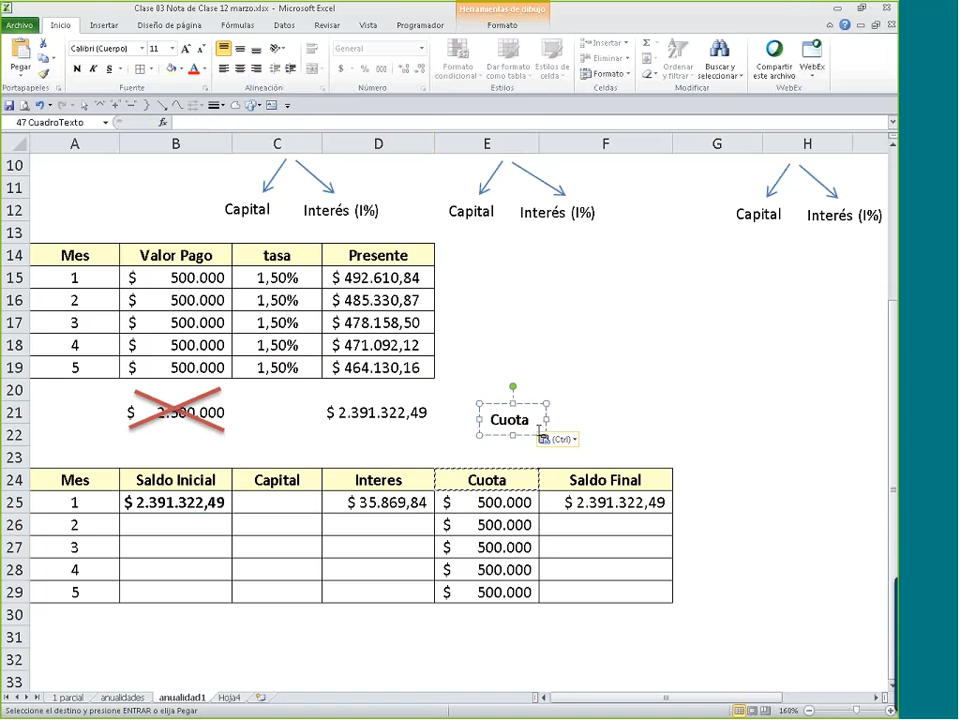 Clase 03 Nota de Clase 12 marzo.xlsx - Microsoft Excel
Herramientas de dibujo
Archivo Inicio Insertar Diseño de página Fórmulas Datos Revisar Vista Programador Formato
Calibri (Cuerpo) 11 General
Pegar
N K S
Formato condicional
Dar formato como tabla
Estilos de celda
Insertar
Eliminar
Formato
Ordenar y filtrar
Buscar y seleccionar
Compartir este archivo
WebEx
Portapapeles Fuente Alineación Número Estilos Celdas Modificar WebEx
47 CuadroTexto fx
A B C D E F G H
10
11
12 Capital Interés (I%) Capital Interés (I%) Capital Interés (I%)
13
14 Mes Valor Pago tasa Presente
15 1 $ 500.000 1,50% $ 492.610,84
16 2 $ 500.000 1,50% $ 485.330,87
17 3 $ 500.000 1,50% $ 478.158,50
18 4 $ 500.000 1,50% $ 471.092,12
19 5 $ 500.000 1,50% $ 464.130,16
20
21 $ 2.500.000 $ 2.391.322,49 Cuota
22 (Ctrl)
23
24 Mes Saldo Inicial Capital Interes Cuota Saldo Final
25 1 $ 2.391.322,49 $ 35.869,84 $ 500.000 $ 2.391.322,49
26 2 $ 500.000
27 3 $ 500.000
28 4 $ 500.000
29 5 $ 500.000
30
31
32
33
1 parcial anualidades anualidad1 Hoja4
Seleccione el destino y presione ENTRAR o elija Pegar 160%